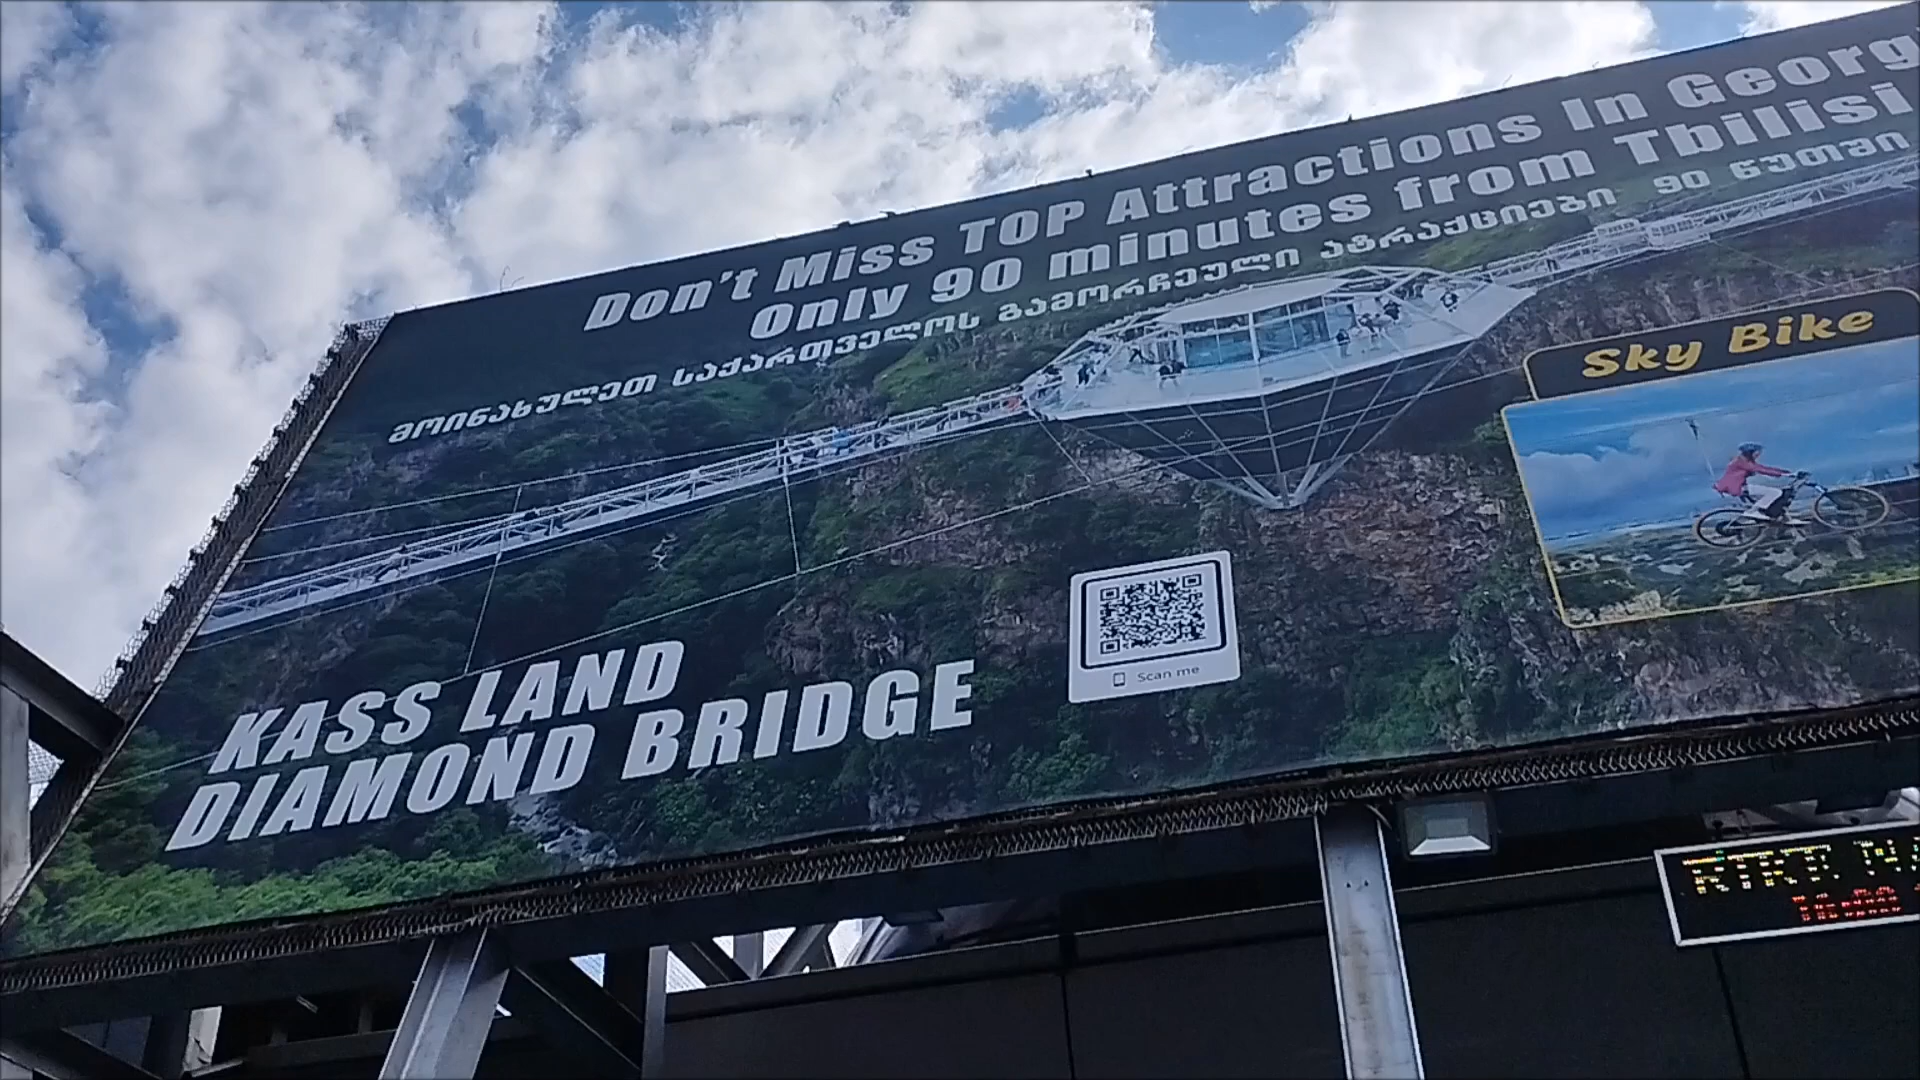 Don't Miss TOP Attractions In Georg
Only 90 minutes from Tbilisi
მოინახულეთ საქართველოს გამორჩეული ატრაქციები 90 წუთში
Sky Bike
KASS LAND
DIAMOND BRIDGE
Scan me